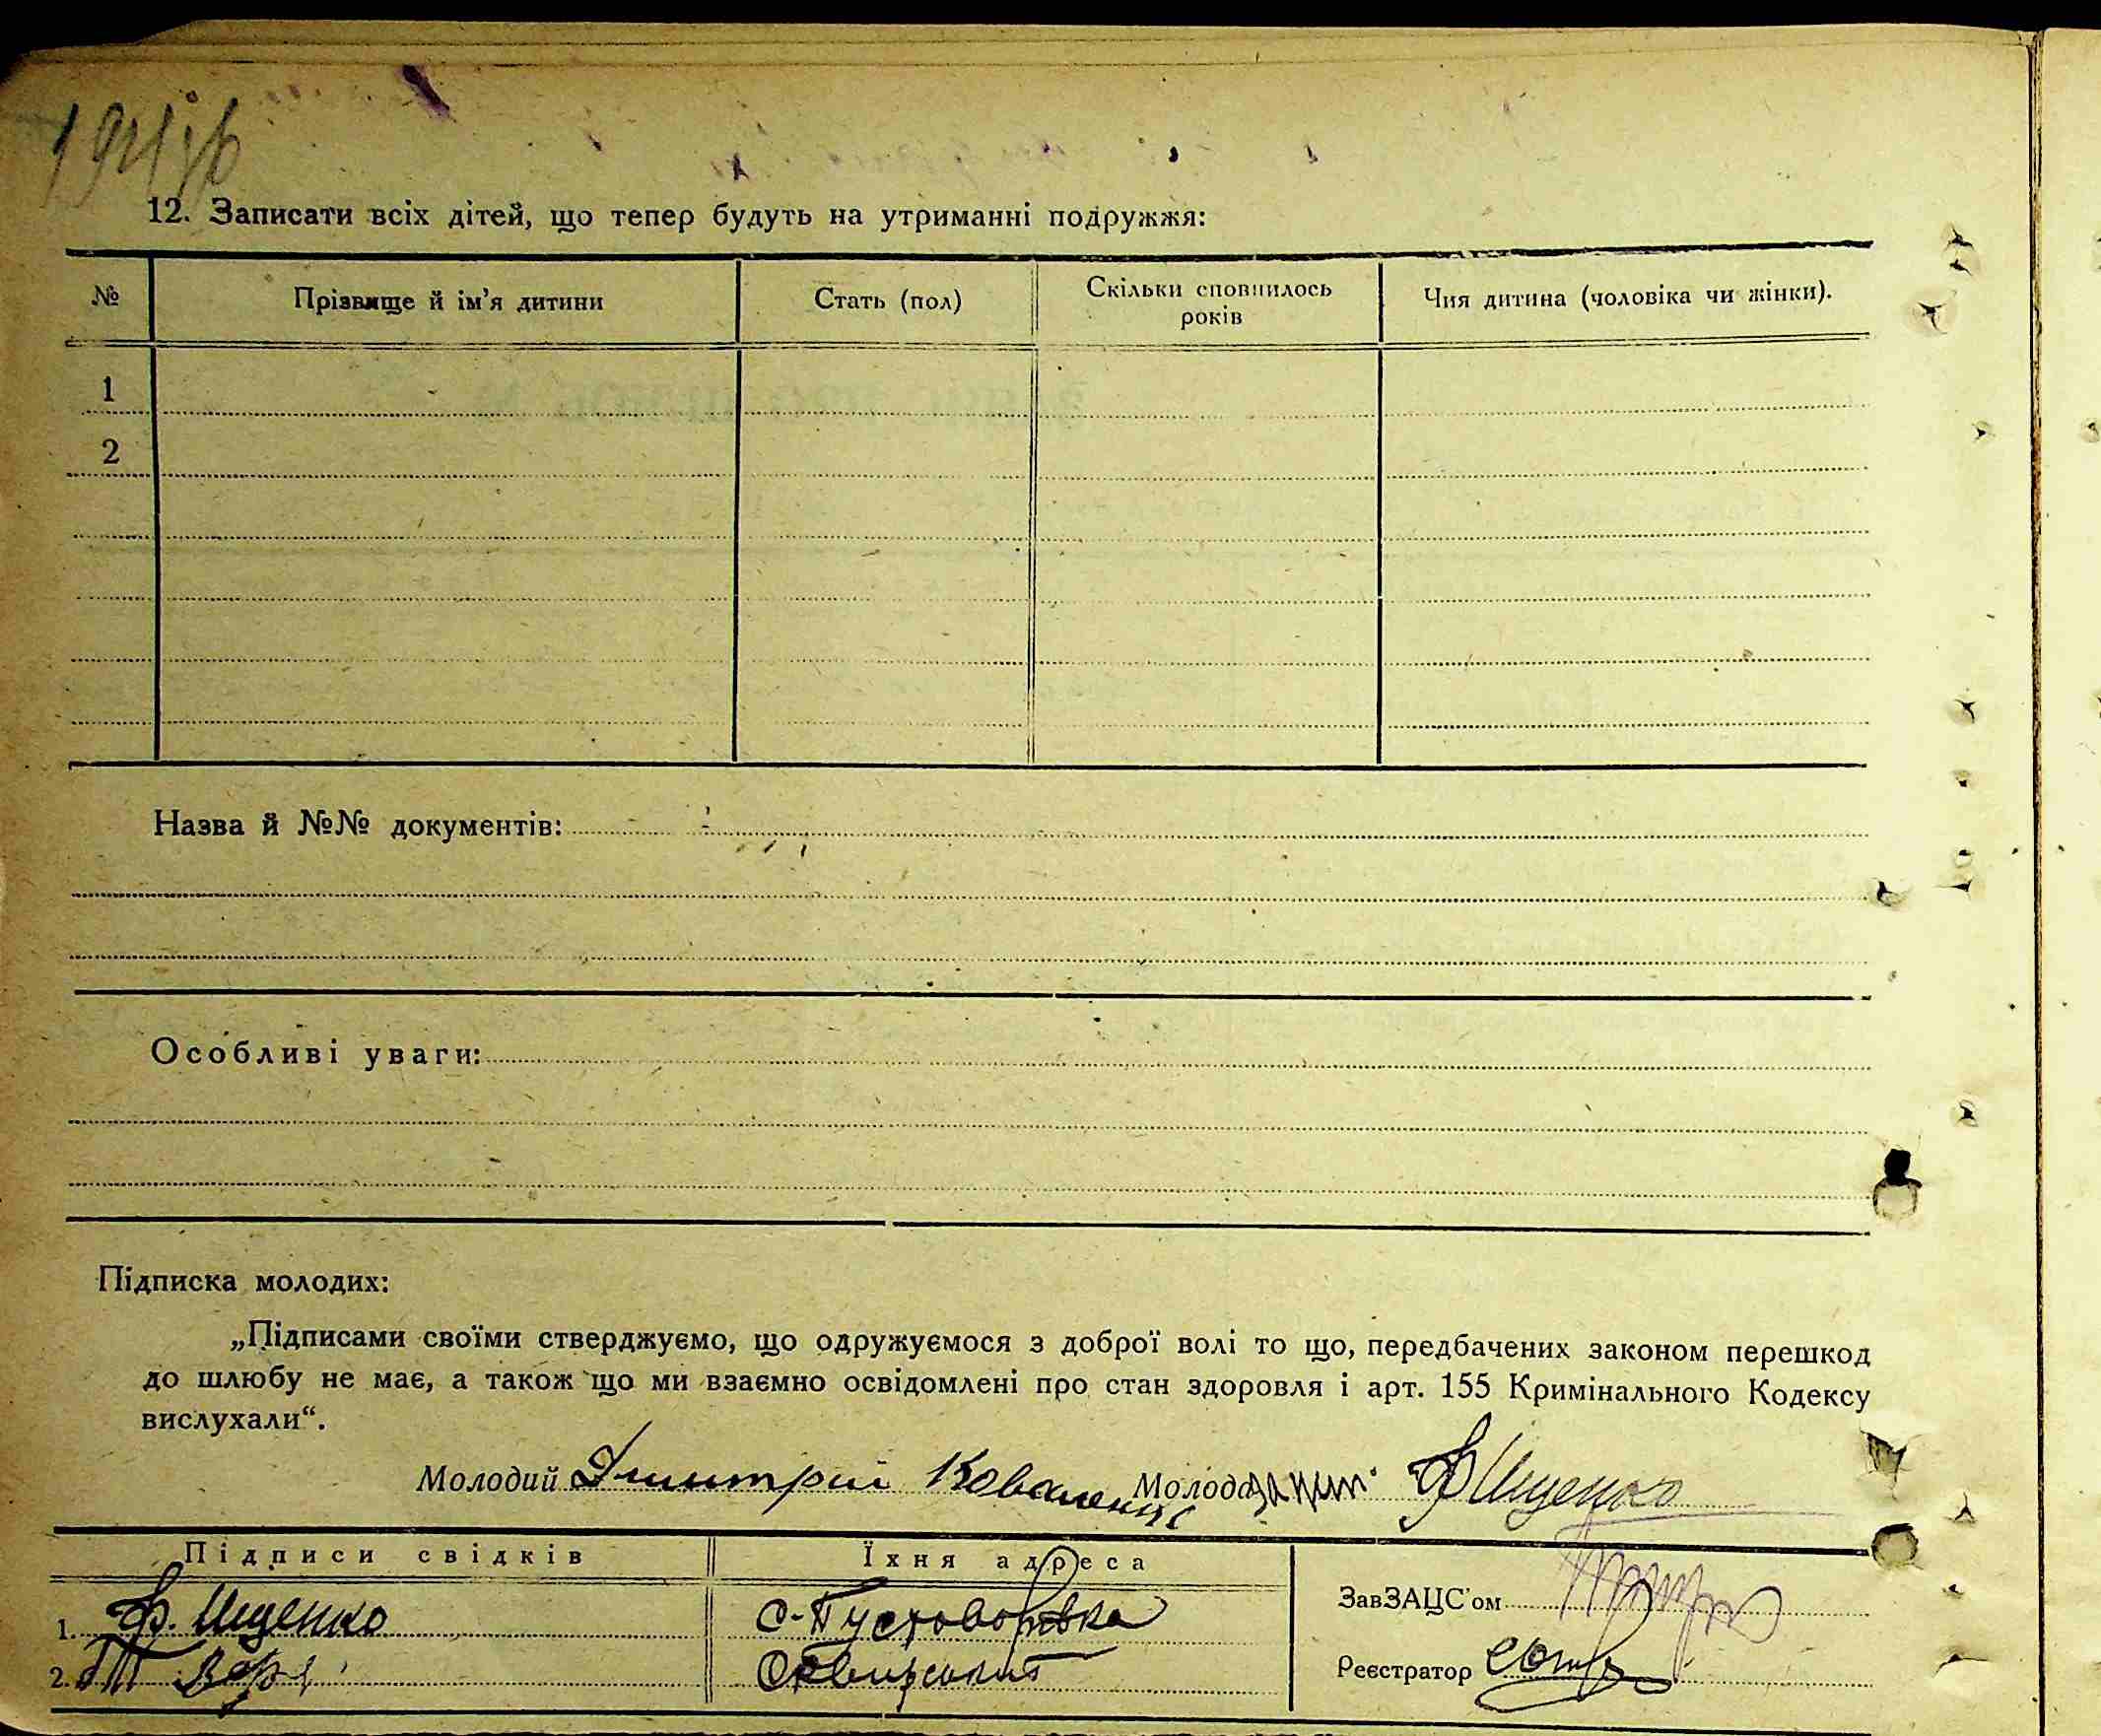 12. Записати всіх дітей, що тепер будуть на утриманні подружжя:
№ Прізвище й ім’я дитини Стать (пол) Скільки сповнилось років Чия дитина (чоловіка чи жінки).
1
2
Назва й №№ документів:
Особливі уваги:
Підписка молодих:
„Підписами своїми стверджуємо, що одружуємося з доброї волі то що, передбачених законом перешкод
до шлюбу не має, а також що ми взаємно освідомлені про стан здоровля і арт. 155 Кримінального Кодексу
вислухали“.
Молодий Дмитрий Коваленко Молода Ф Ищенко
Підписи свідків Їхня адреса
1. Ф. Ищенко с-Пустоворівка ЗавЗАЦС’ом
2. Реєстратор